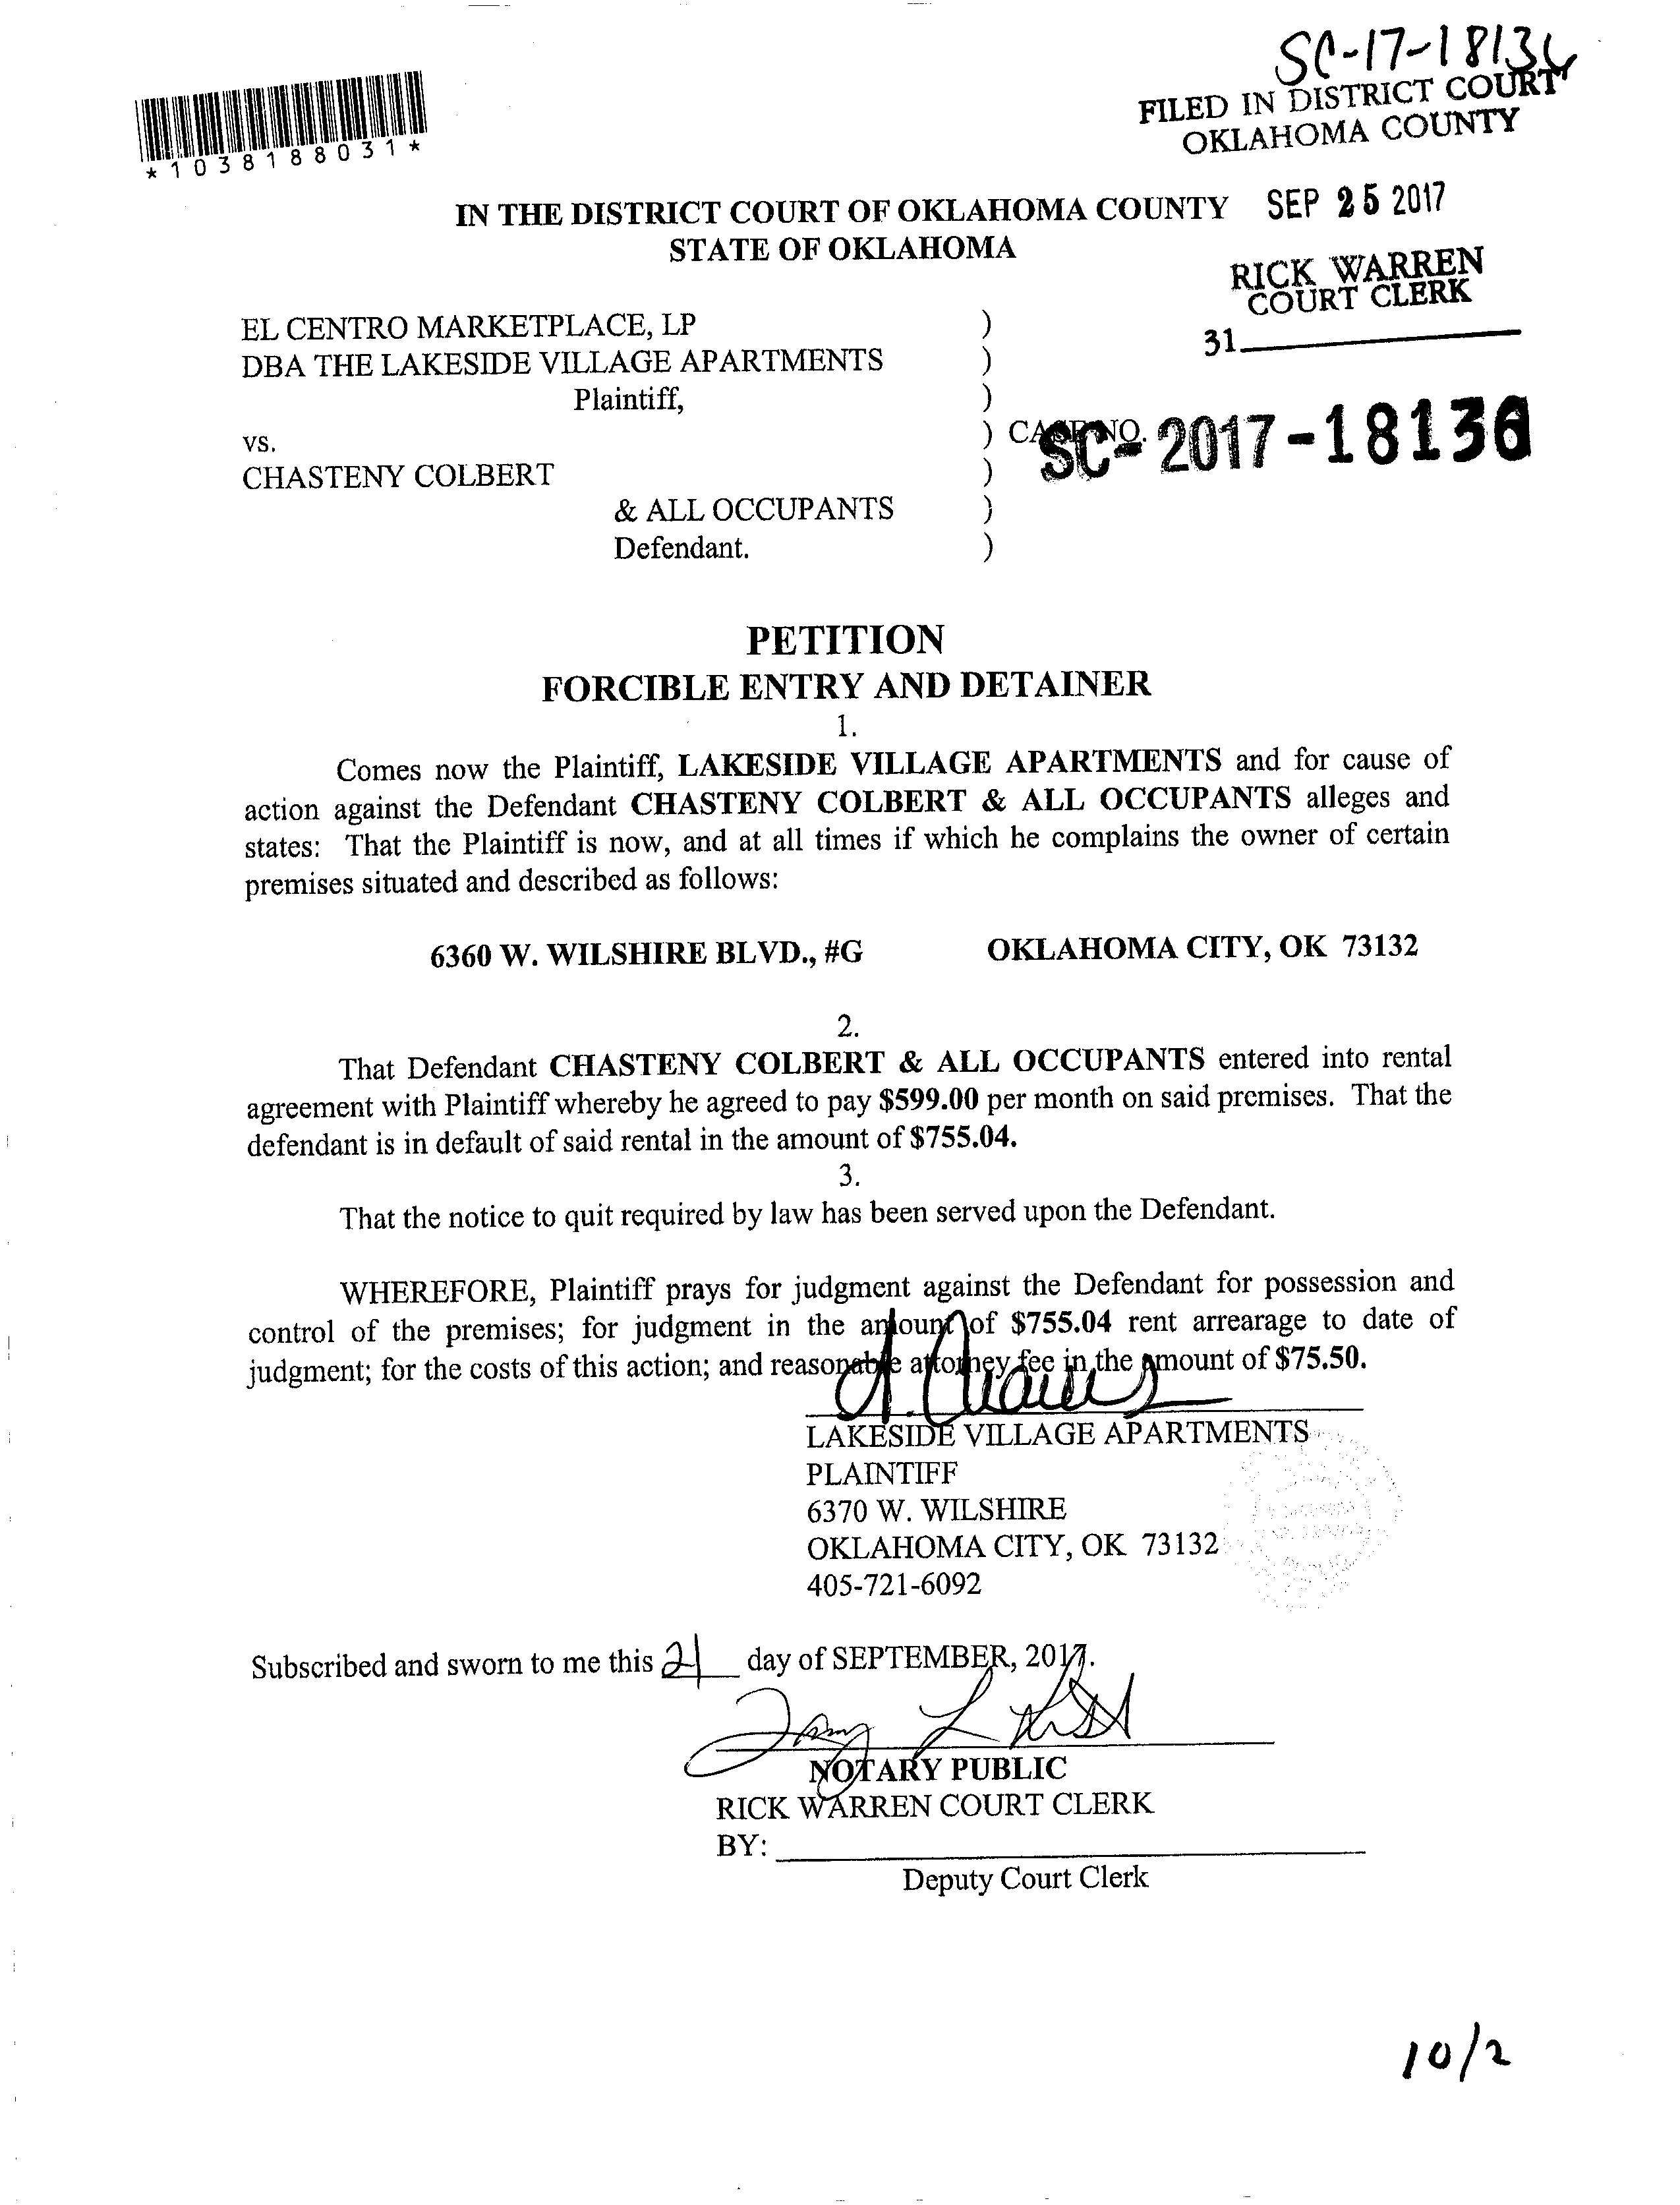 SC-17-18136
FILED IN DISTRICT COURT
OKLAHOMA COUNTY
*1038188031*
IN THE DISTRICT COURT OF OKLAHOMA COUNTY SEP 25 2017
STATE OF OKLAHOMA
RICK WARREN
COURT CLERK
31
EL CENTRO MARKETPLACE, LP )
DBA THE LAKESIDE VILLAGE APARTMENTS )
Plaintiff, )
vs. ) CASE NO. SC-2017-18136
CHASTENY COLBERT )
& ALL OCCUPANTS )
Defendant. )
PETITION
FORCIBLE ENTRY AND DETAINER
1.
Comes now the Plaintiff, LAKESIDE VILLAGE APARTMENTS and for cause of
action against the Defendant CHASTENY COLBERT & ALL OCCUPANTS alleges and
states: That the Plaintiff is now, and at all times if which he complains the owner of certain
premises situated and described as follows:
6360 W. WILSHIRE BLVD., #G OKLAHOMA CITY, OK 73132
2.
That Defendant CHASTENY COLBERT & ALL OCCUPANTS entered into rental
agreement with Plaintiff whereby he agreed to pay $599.00 per month on said premises. That the
defendant is in default of said rental in the amount of $755.04.
3.
That the notice to quit required by law has been served upon the Defendant.
WHEREFORE, Plaintiff prays for judgment against the Defendant for possession and
control of the premises; for judgment in the amount of $755.04 rent arrearage to date of
judgment; for the costs of this action; and reasonable attorney fee in the amount of $75.50.
LAKESIDE VILLAGE APARTMENTS
PLAINTIFF
6370 W. WILSHIRE
OKLAHOMA CITY, OK 73132
405-721-6092
Subscribed and sworn to me this 21 day of SEPTEMBER, 2017.
NOTARY PUBLIC
RICK WARREN COURT CLERK
BY:
Deputy Court Clerk
10/2